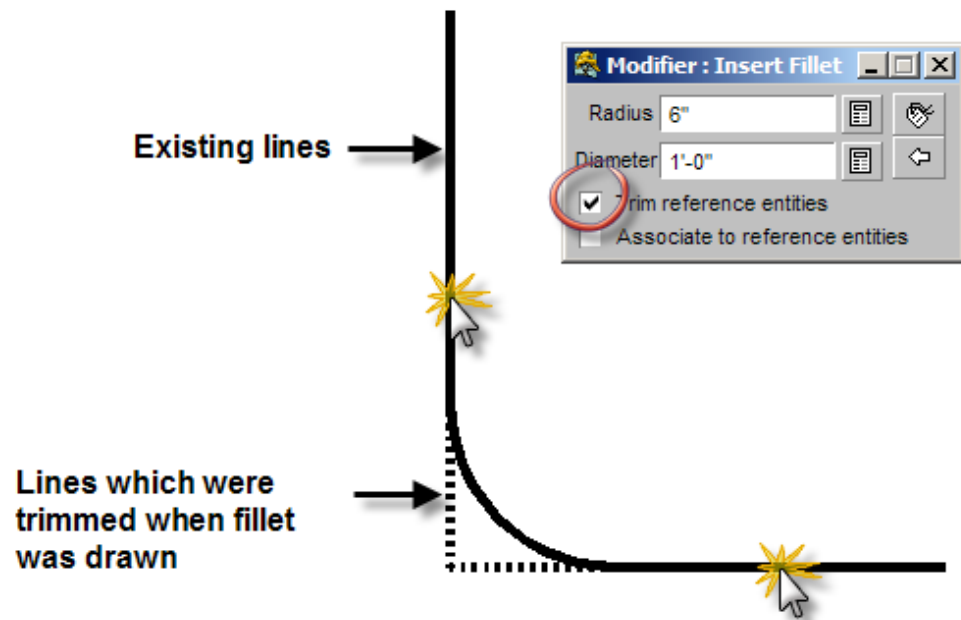 Modifier : Insert Fillet
Radius 6"
Diameter 1'-0"
Trim reference entities
Associate to reference entities
Existing lines
Lines which were
trimmed when fillet
was drawn